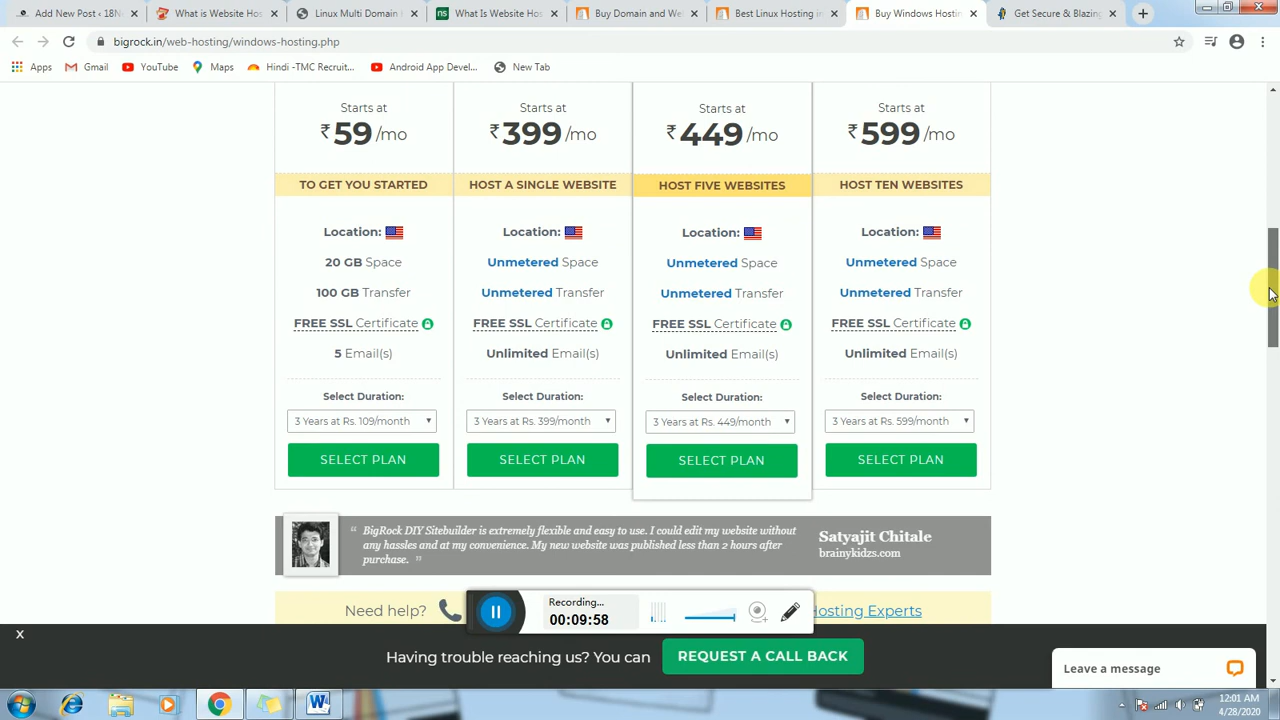 Add New Post ‹ 18N
What is Website Hos
Linux Multi Domain
What Is Website Ho
Buy Domain and We
Best Linux Hosting in
Buy Windows Hostin
Get Secure & Blazing
bigrock.in/web-hosting/windows-hosting.php
Apps
Gmail
YouTube
Maps
Hindi -TMC Recruit...
Android App Devel...
New Tab
Starts at
₹59/mo
Starts at
₹399/mo
Starts at
₹449/mo
Starts at
₹599/mo
TO GET YOU STARTED
HOST A SINGLE WEBSITE
HOST FIVE WEBSITES
HOST TEN WEBSITES
Location:
Location:
Location:
Location:
20 GB Space
Unmetered Space
Unmetered Space
Unmetered Space
100 GB Transfer
Unmetered Transfer
Unmetered Transfer
Unmetered Transfer
FREE SSL Certificate
FREE SSL Certificate
FREE SSL Certificate
FREE SSL Certificate
5 Email(s)
Unlimited Email(s)
Unlimited Email(s)
Unlimited Email(s)
Select Duration:
Select Duration:
Select Duration:
Select Duration:
3 Years at Rs. 109/month
3 Years at Rs. 399/month
3 Years at Rs. 449/month
3 Years at Rs. 599/month
SELECT PLAN
SELECT PLAN
SELECT PLAN
SELECT PLAN
“ BigRock DIY Sitebuilder is extremely flexible and easy to use. I could edit my website without
any hassles and at my convenience. My new website was published less than 2 hours after
purchase. ”
Satyajit Chitale
brainykidzs.com
Need help?
Hosting Experts
Recording...
00:09:58
x
Having trouble reaching us? You can
REQUEST A CALL BACK
Leave a message
12:01 AM
4/28/2020